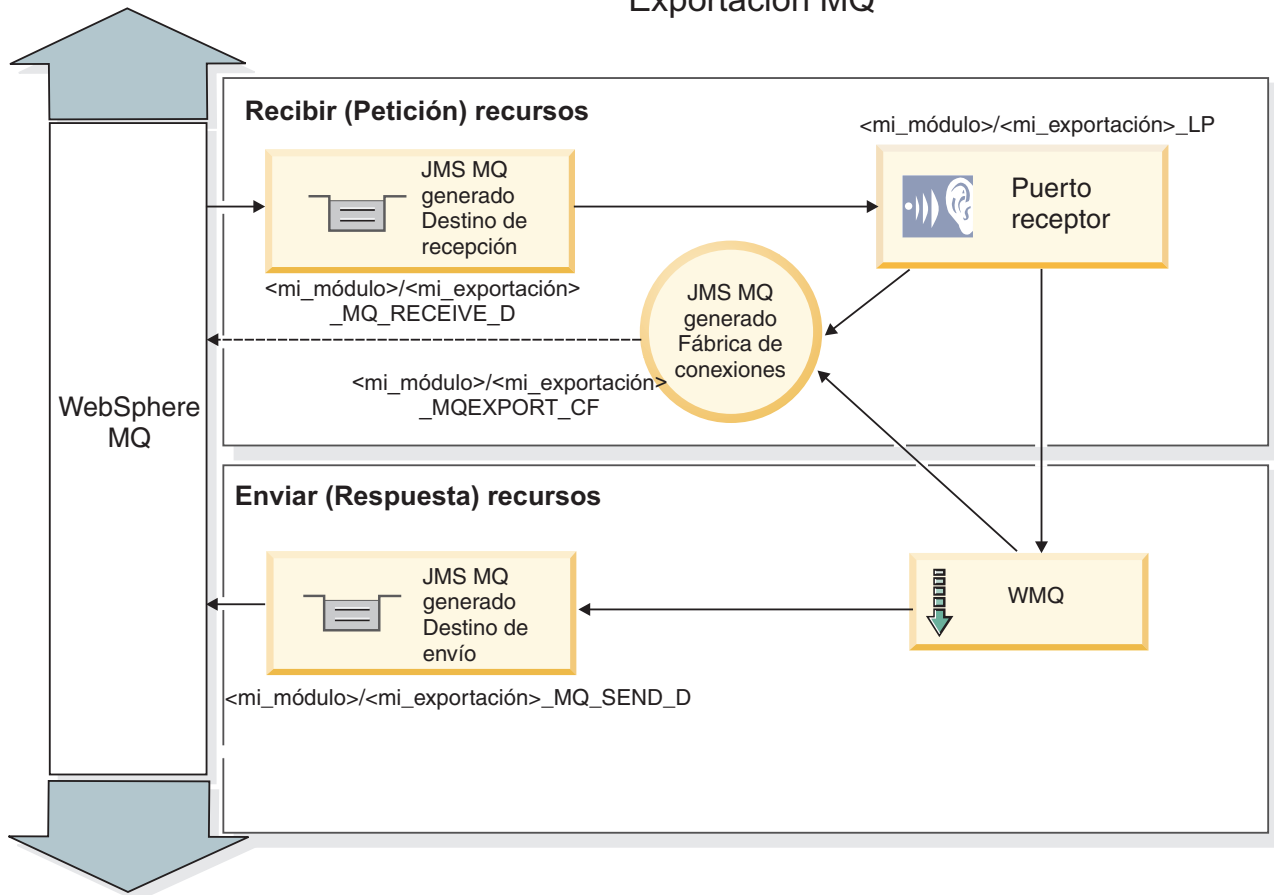 Exportación MQ
Recibir (Petición) recursos
<mi_módulo>/<mi_exportación>_LP
JMS MQ
generado
Destino de
recepción
Puerto
receptor
<mi_módulo>/<mi_exportación>
_MQ_RECEIVE_D
JMS MQ
generado
Fábrica de
conexiones
<mi_módulo>/<mi_exportación>
_MQEXPORT_CF
WebSphere
MQ
Enviar (Respuesta) recursos
JMS MQ
generado
Destino de
envío
WMQ
<mi_módulo>/<mi_exportación>_MQ_SEND_D